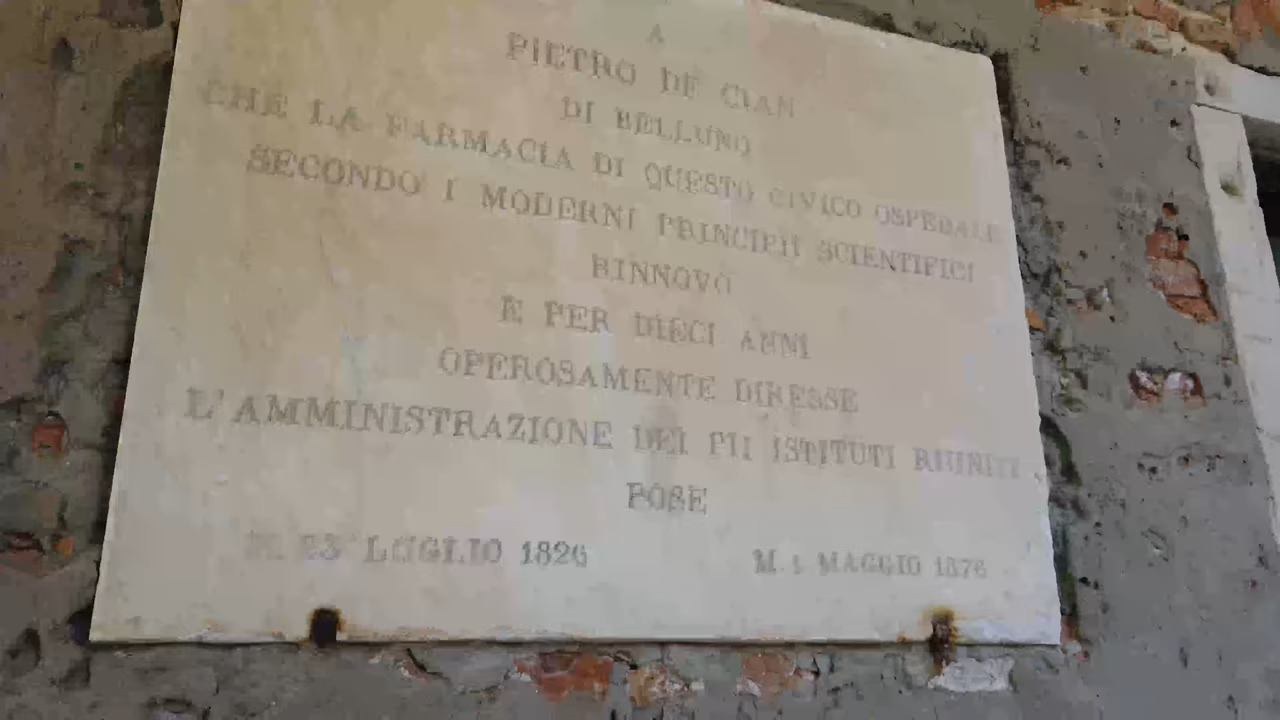 A
PIETRO DE CIAN
DI BELLUNO
CHE LA FARMACIA DI QUESTO CIVICO OSPEDALE
SECONDO I MODERNI PRINCIPII SCIENTIFICI
RINNOVÒ
E PER DIECI ANNI
OPEROSAMENTE DIRESSE
L'AMMINISTRAZIONE DEI PII ISTITUTI RIUNITI
POSE
N. 23 LUGLIO 1826 M. 1 MAGGIO 1876